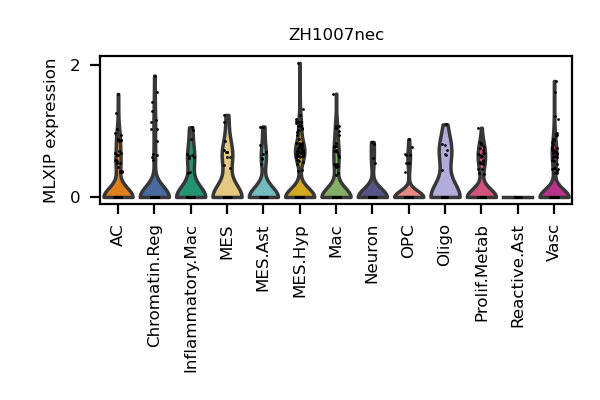 ZH1007nec
MLXIP expression
2
0
AC
Chromatin.Reg
Inflammatory.Mac
MES
MES.Ast
MES.Hyp
Mac
Neuron
OPC
Oligo
Prolif.Metab
Reactive.Ast
Vasc